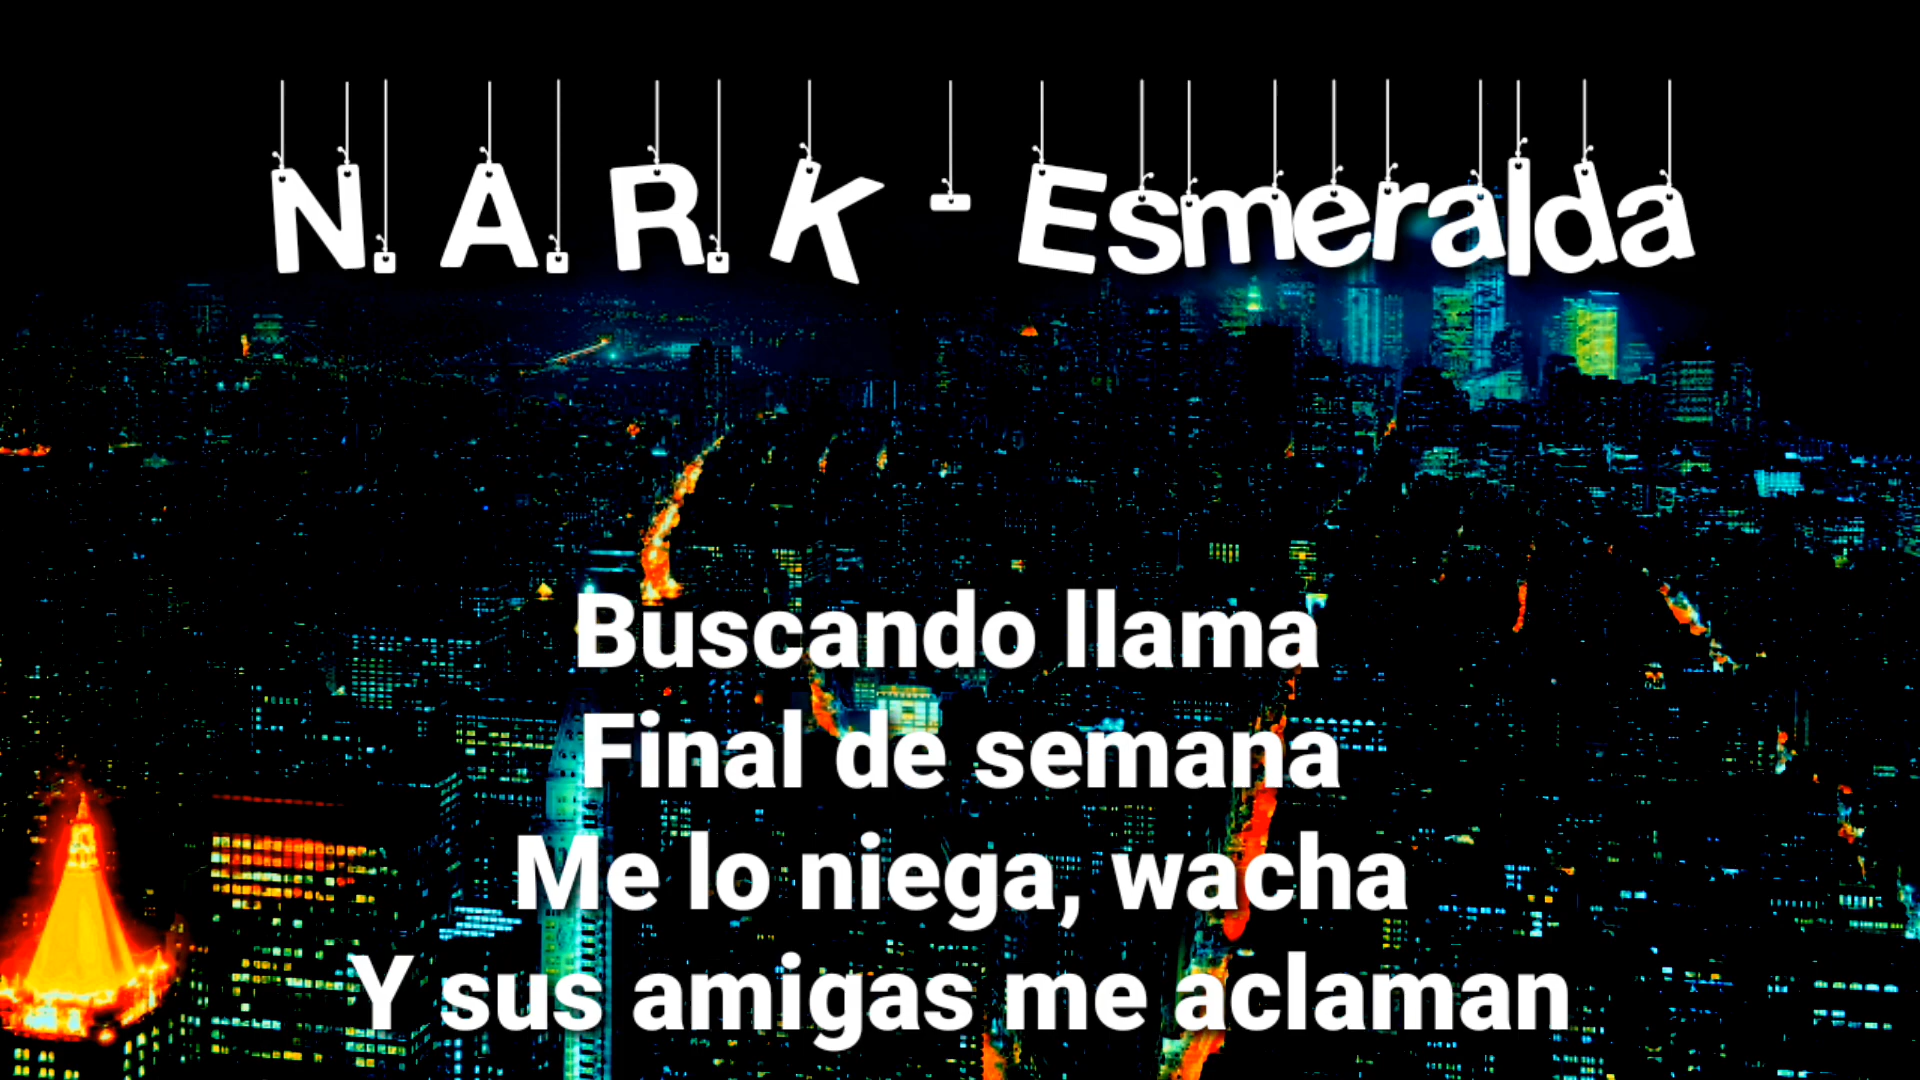 N. A. R. K - Esmeralda
Buscando llama
Final de semana
Me lo niega, wacha
Y sus amigas me aclaman